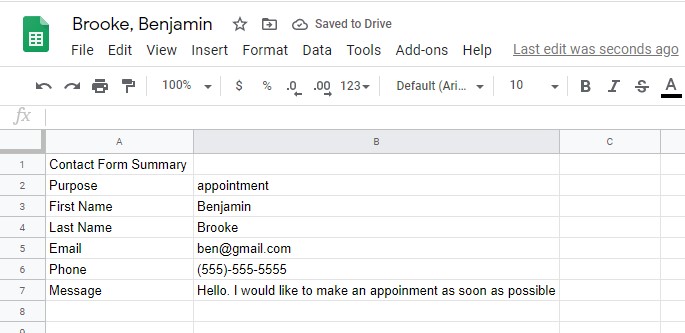 Brooke, Benjamin Saved to Drive
File Edit View Insert Format Data Tools Add-ons Help Last edit was seconds ago
100% $ % .0 .00 123 Default (Ari... 10 B I S A
fx
A B C
1 Contact Form Summary
2 Purpose appointment
3 First Name Benjamin
4 Last Name Brooke
5 Email ben@gmail.com
6 Phone (555)-555-5555
7 Message Hello. I would like to make an appoinment as soon as possible
8
9